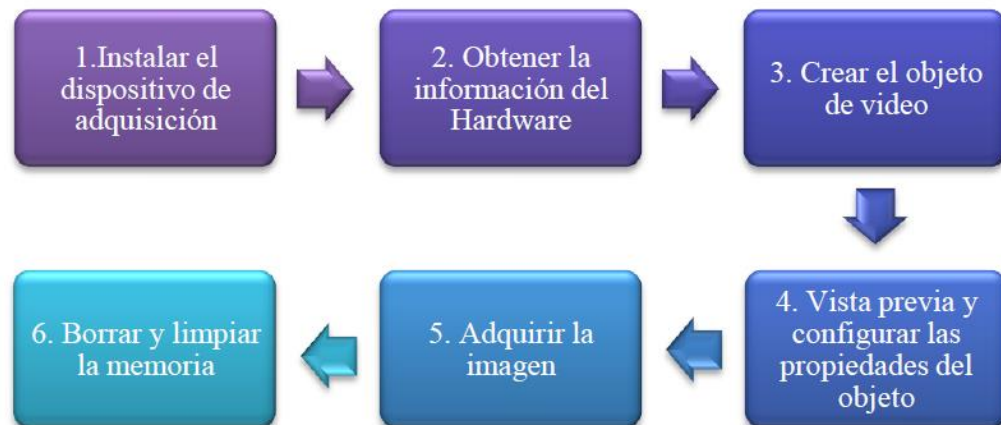 1.Instalar el
dispositivo de
adquisición
2. Obtener la
información del
Hardware
3. Crear el objeto
de video
4. Vista previa y
configurar las
propiedades del
objeto
5. Adquirir la
imagen
6. Borrar y limpiar
la memoria